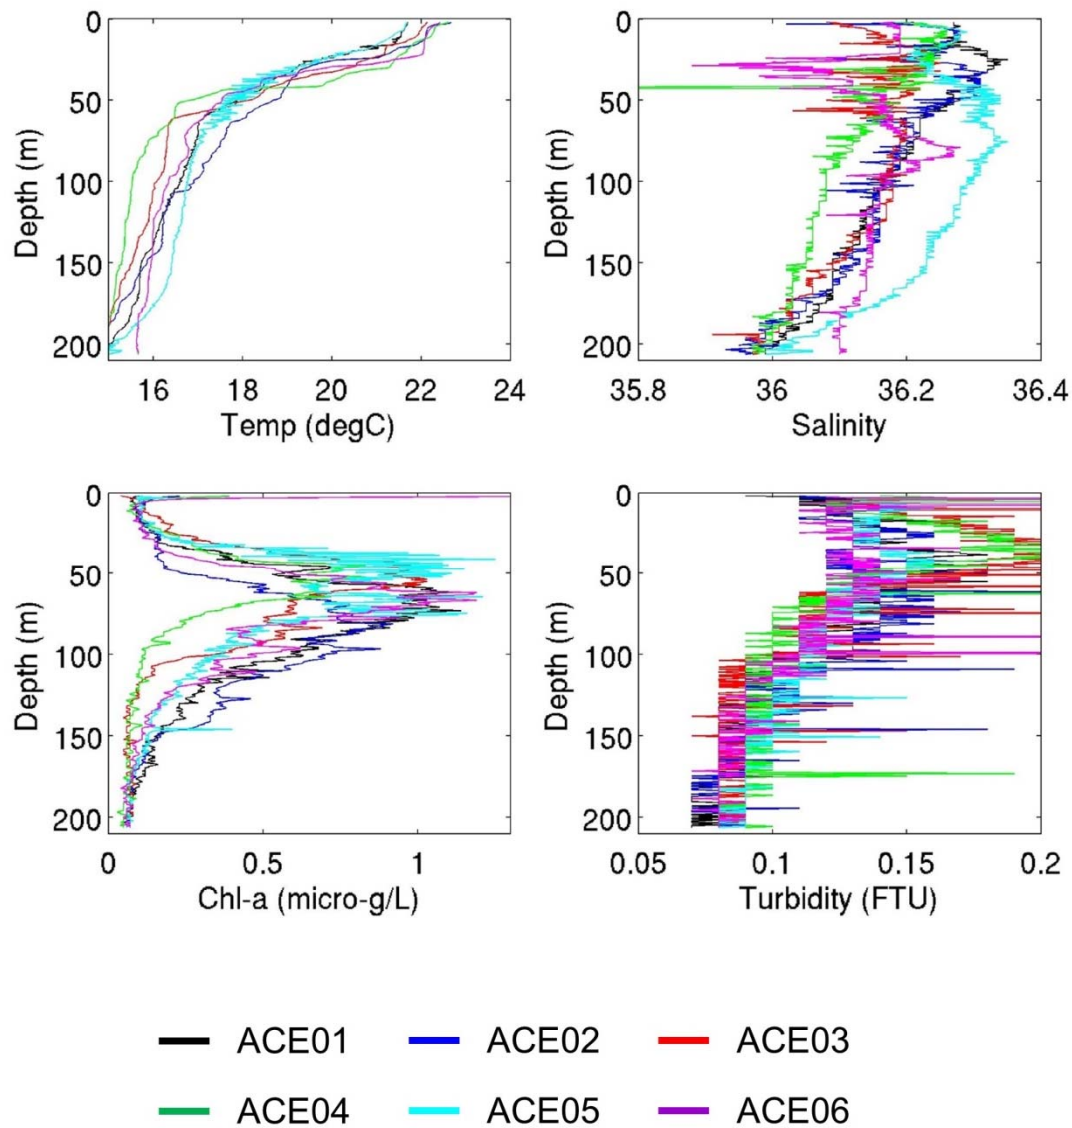 0
50
100
150
200
Depth (m)
16 18 20 22 24
Temp (degC)
0
50
100
150
200
Depth (m)
35.8 36 36.2 36.4
Salinity
0
50
100
150
200
Depth (m)
0 0.5 1
Chl-a (micro-g/L)
0
50
100
150
200
Depth (m)
0.05 0.1 0.15 0.2
Turbidity (FTU)
ACE01 ACE02 ACE03
ACE04 ACE05 ACE06